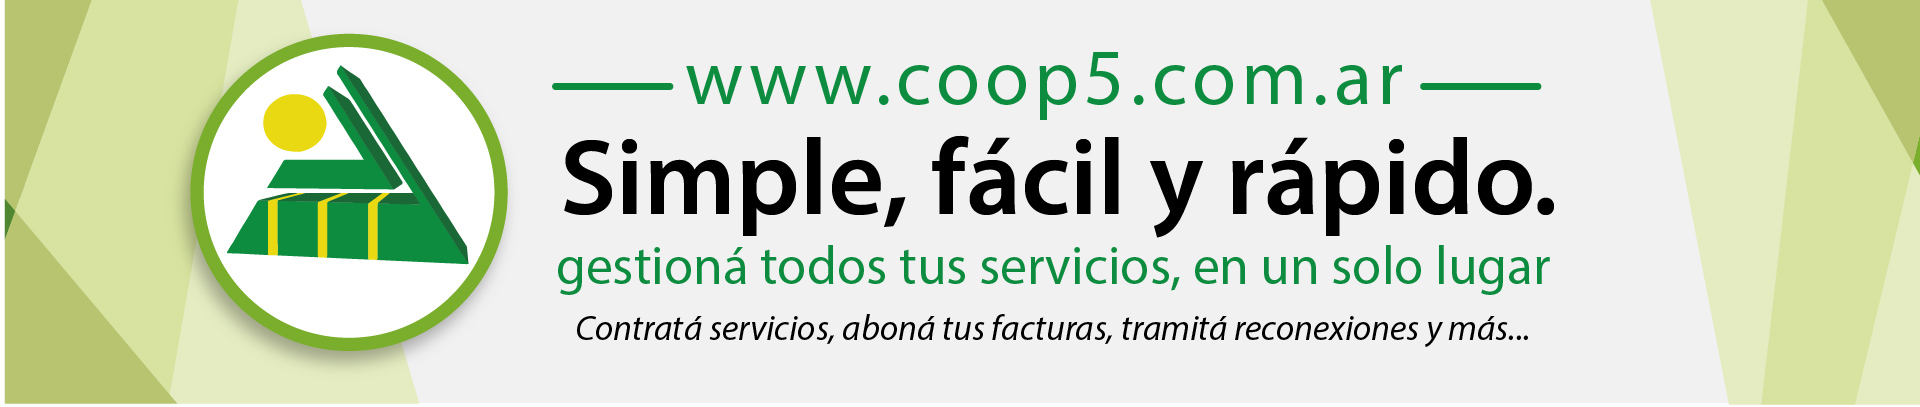 www.coop5.com.ar
Simple, fácil y rápido.
gestioná todos tus servicios, en un solo lugar
Contratá servicios, aboná tus facturas, tramitá reconexiones y más...